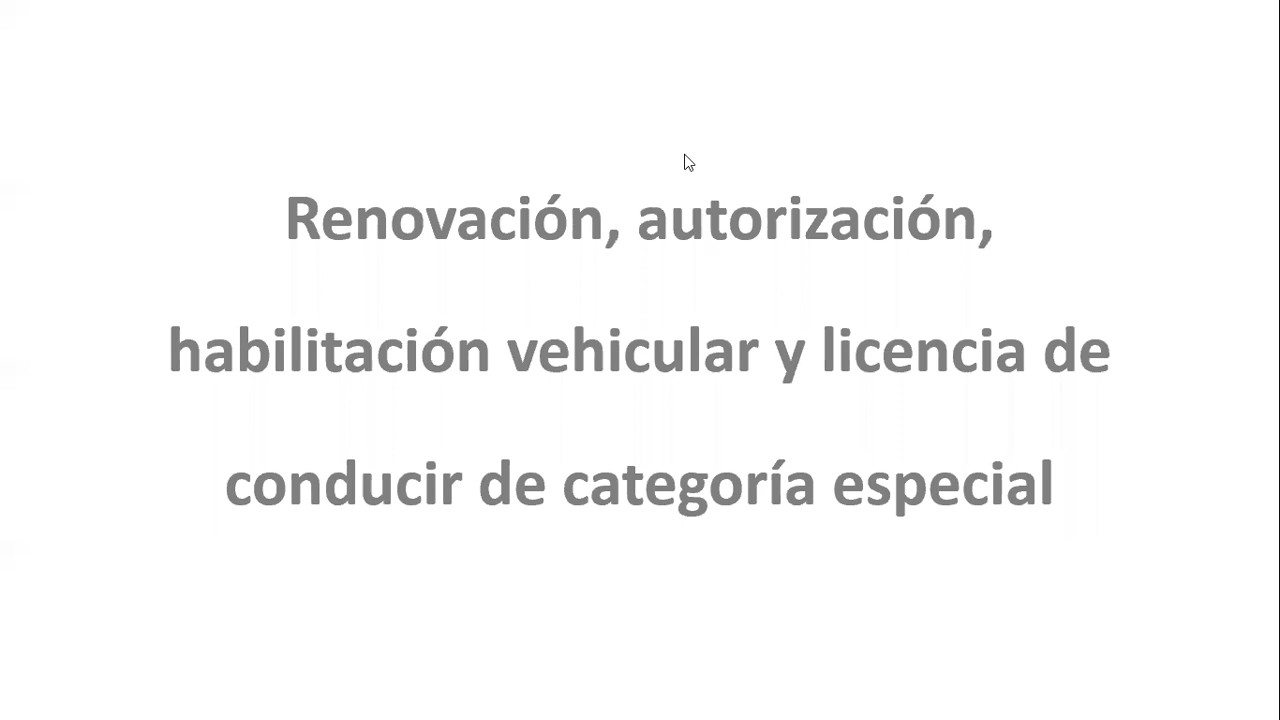 Renovación, autorización,
habilitación vehicular y licencia de
conducir de categoría especial